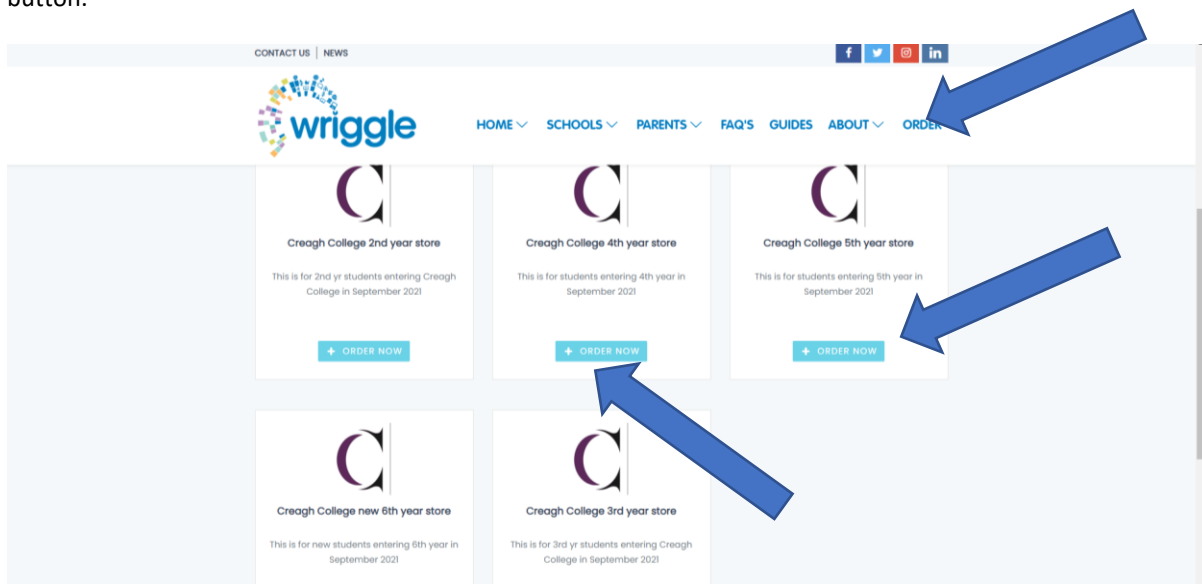 button.
CONTACT US | NEWS
f in
wriggle
HOME SCHOOLS PARENTS FAQ'S GUIDES ABOUT ORDER
Creagh College 2nd year store
This is for 2nd yr students entering Creagh
College in September 2021
+ ORDER NOW
Creagh College 4th year store
This is for students entering 4th year in
September 2021
+ ORDER NOW
Creagh College 5th year store
This is for students entering 5th year in
September 2021
+ ORDER NOW
Creagh College new 6th year store
This is for new students entering 6th year in
September 2021
Creagh College 3rd year store
This is for 3rd yr students entering Creagh
College in September 2021